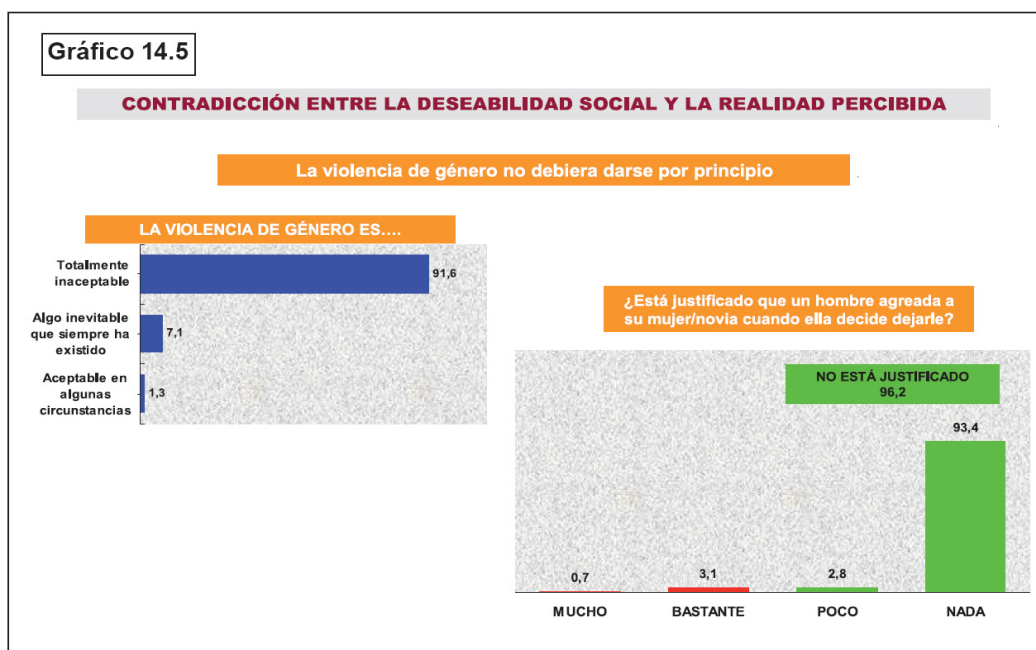 Gráfico 14.5
CONTRADICCIÓN ENTRE LA DESEABILIDAD SOCIAL Y LA REALIDAD PERCIBIDA
La violencia de género no debiera darse por principio
LA VIOLENCIA DE GÉNERO ES....
Totalmente
inaceptable
91,6
Algo inevitable
que siempre ha
existido
7,1
Aceptable en
algunas
circunstancias
1,3
¿Está justificado que un hombre agreada a
su mujer/novia cuando ella decide dejarle?
NO ESTÁ JUSTIFICADO
96,2
0,7
3,1
2,8
93,4
MUCHO
BASTANTE
POCO
NADA